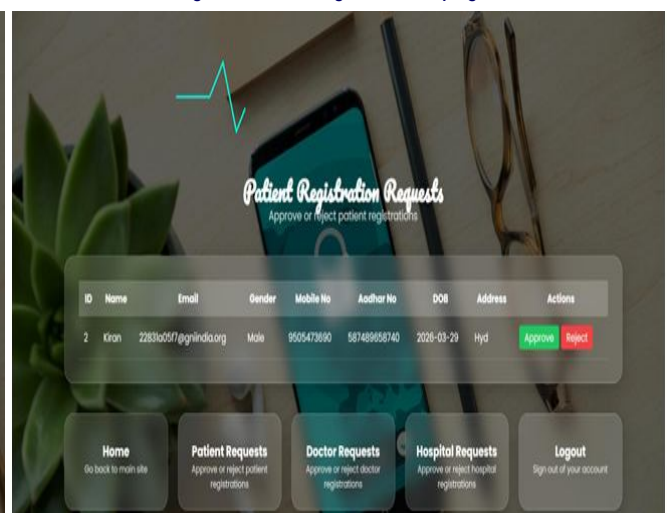 Patient Registration Requests
Approve or reject patient registrations
ID Name Email Gender Mobile No Aadhar No DOB Address Actions
2 Kiran 22831a05f7@gniindia.org Male 9505473690 587489658740 2026-03-29 Hyd Approve Reject
Home Patient Requests Doctor Requests Hospital Requests Logout
Go back to main site Approve or reject patient Approve or reject doctor Approve or reject hospital Sign out of your account
registrations registrations registrations